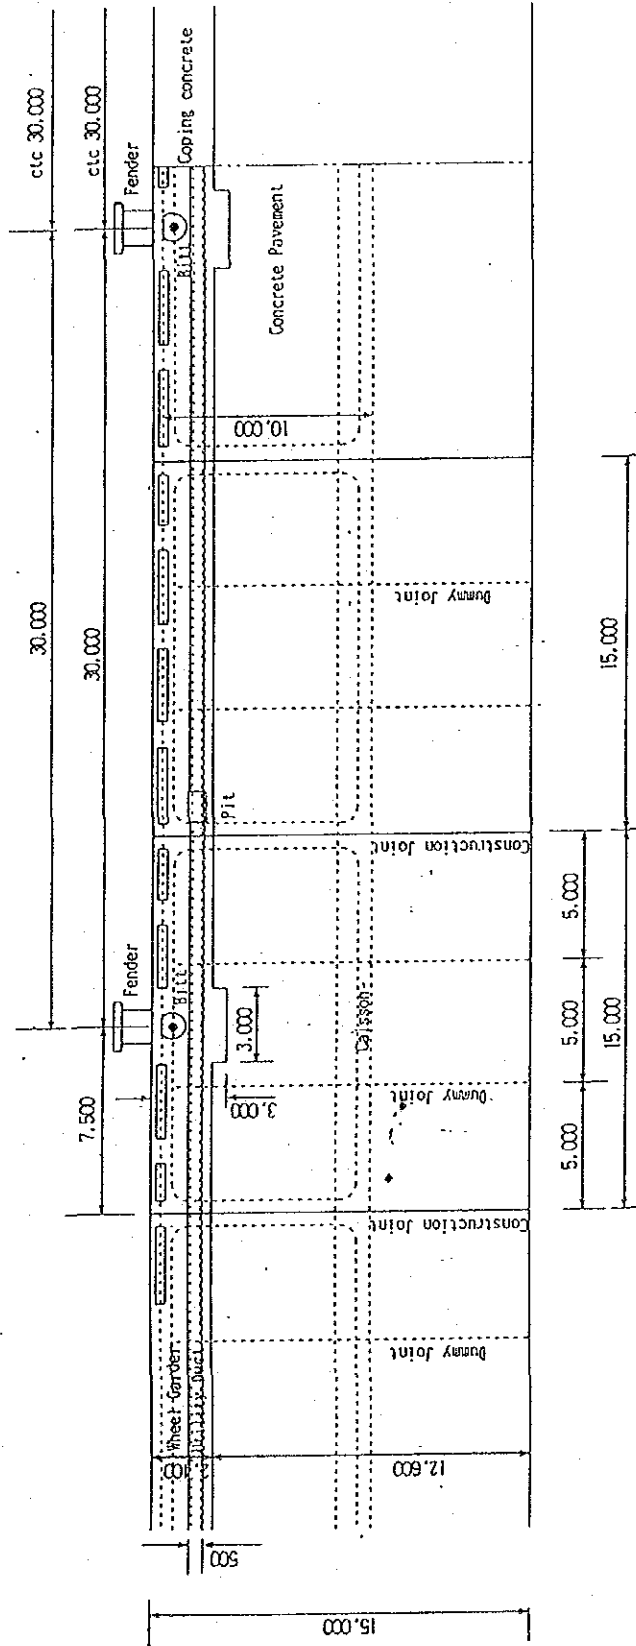 ctc 30.000
ctc 30.000
30.000
30.000
7.500
Fender
Fender
Coping concrete
Bitt
Bitt
Concrete Pavement
10.000
Pit
Dummy Joint
Construction Joint
Caisson
3.000
3.000
Dummy Joint
Construction Joint
Dummy Joint
Wheel Garder
Utility Duct
12.600
500
15.000
5.000
5.000
5.000
15.000
15.000